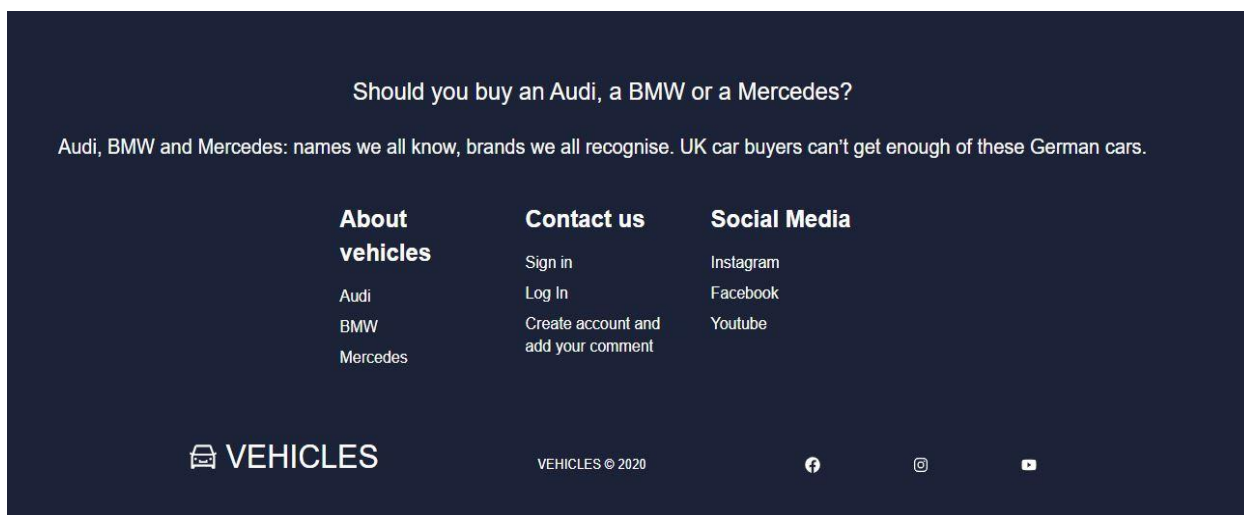 Should you buy an Audi, a BMW or a Mercedes?
Audi, BMW and Mercedes: names we all know, brands we all recognise. UK car buyers can't get enough of these German cars.
About
vehicles
Audi
BMW
Mercedes
Contact us
Sign in
Log In
Create account and
add your comment
Social Media
Instagram
Facebook
Youtube
VEHICLES
VEHICLES © 2020